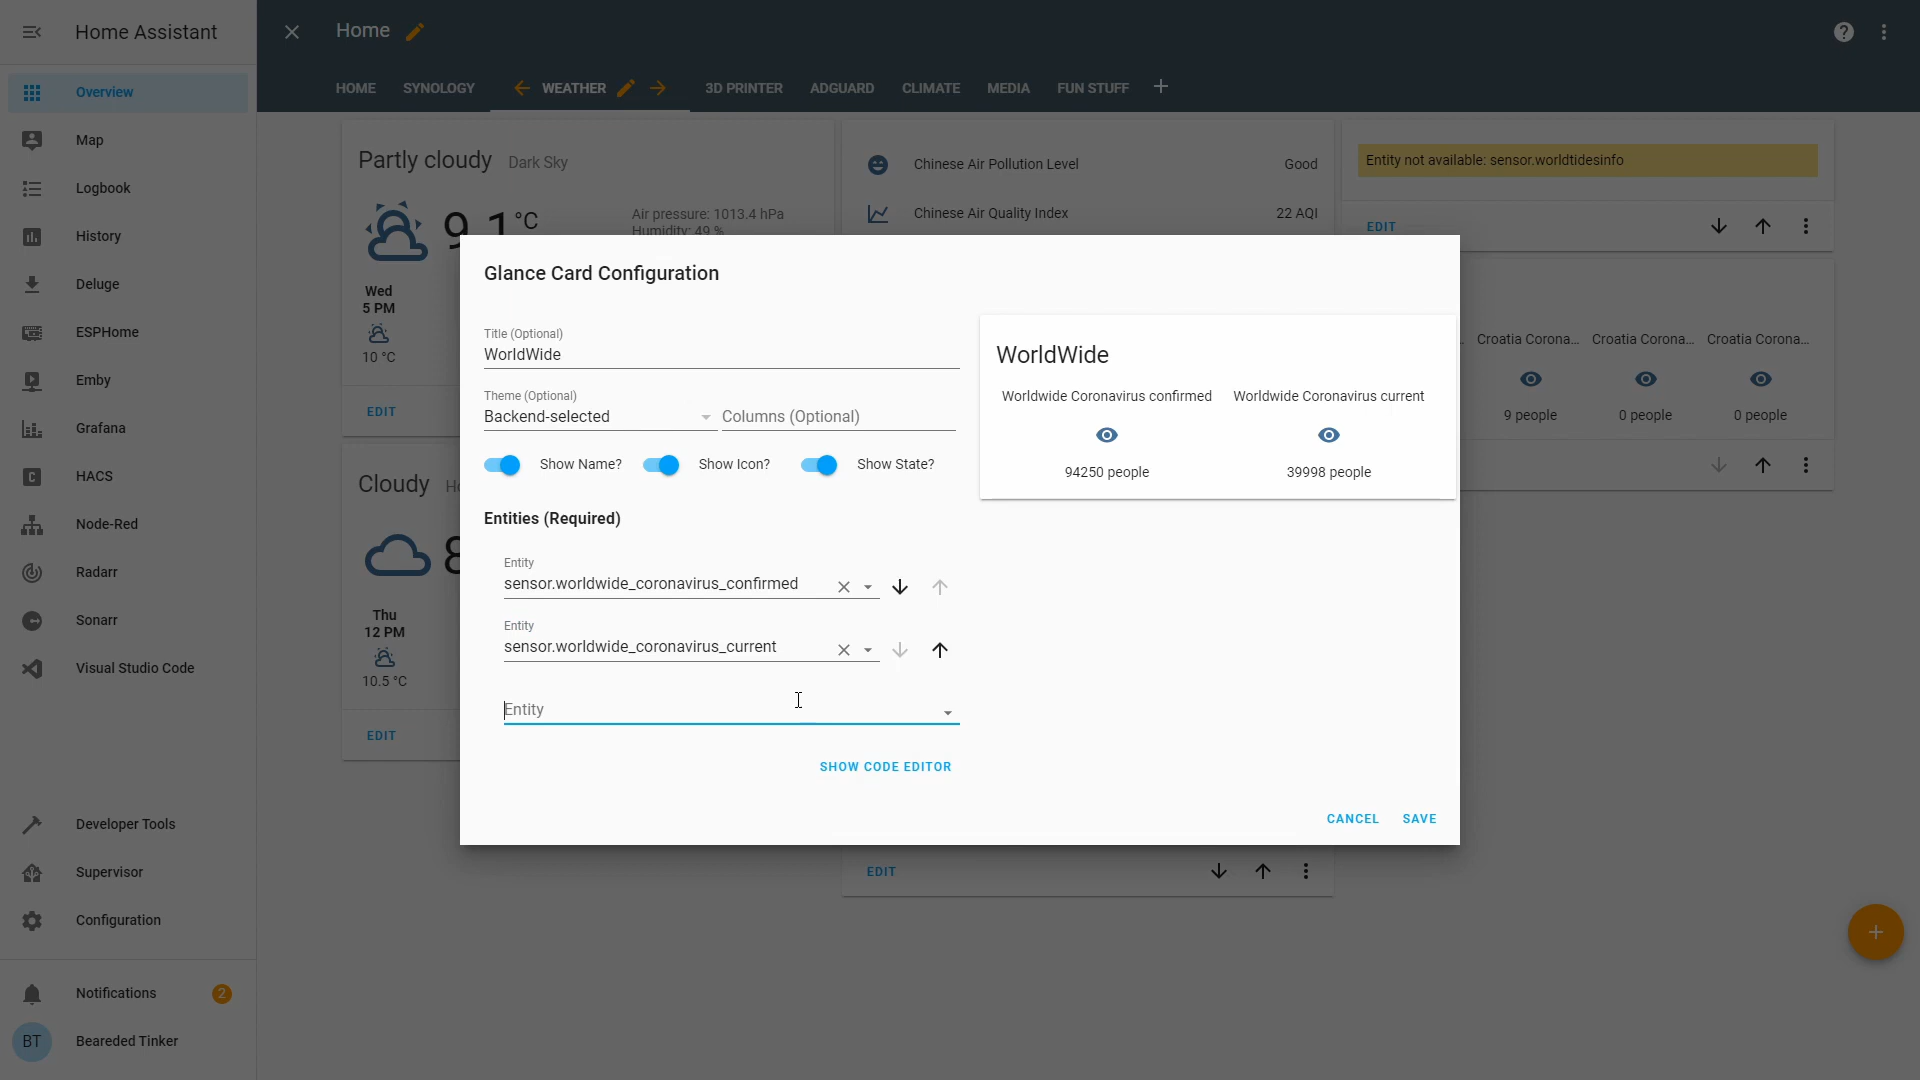 Home Assistant
Home
HOME
SYNOLOGY
WEATHER
3D PRINTER
ADGUARD
CLIMATE
MEDIA
FUN STUFF
Overview
Map
Logbook
History
Deluge
ESPHome
Emby
Grafana
HACS
Node-Red
Radarr
Sonarr
Visual Studio Code
Developer Tools
Supervisor
Configuration
Notifications
2
BT
Bearded Tinker
Partly cloudy
Dark Sky
9.1 °C
Air pressure: 1013.4 hPa
Humidity: 49 %
Wed
5 PM
10 °C
EDIT
Cloudy
8
Thu
12 PM
10.5 °C
EDIT
Chinese Air Pollution Level
Good
Chinese Air Quality Index
22 AQI
EDIT
Entity not available: sensor.worldtidesinfo
EDIT
Croatia Corona...
Croatia Corona...
Croatia Corona...
9 people
0 people
0 people
Glance Card Configuration
Title (Optional)
WorldWide
Theme (Optional)
Backend-selected
Columns (Optional)
Show Name?
Show Icon?
Show State?
Entities (Required)
Entity
sensor.worldwide_coronavirus_confirmed
Entity
sensor.worldwide_coronavirus_current
Entity
SHOW CODE EDITOR
WorldWide
Worldwide Coronavirus confirmed
Worldwide Coronavirus current
94250 people
39998 people
CANCEL
SAVE